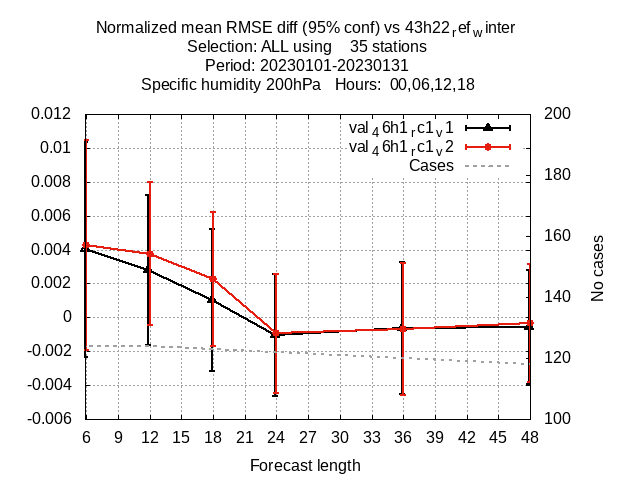 Normalized mean RMSE diff (95% conf) vs 43h22refwinter
Selection: ALL using    35 stations
Period: 20230101-20230131
Specific humidity 200hPa   Hours:  00,06,12,18
0.012
0.01
0.008
0.006
0.004
0.002
0
-0.002
-0.004
-0.006
200
180
160
140
120
100
No cases
val46h1rc1v1
val46h1rc1v2
Cases
6 9 12 15 18 21 24 27 30 33 36 39 42 45 48
Forecast length